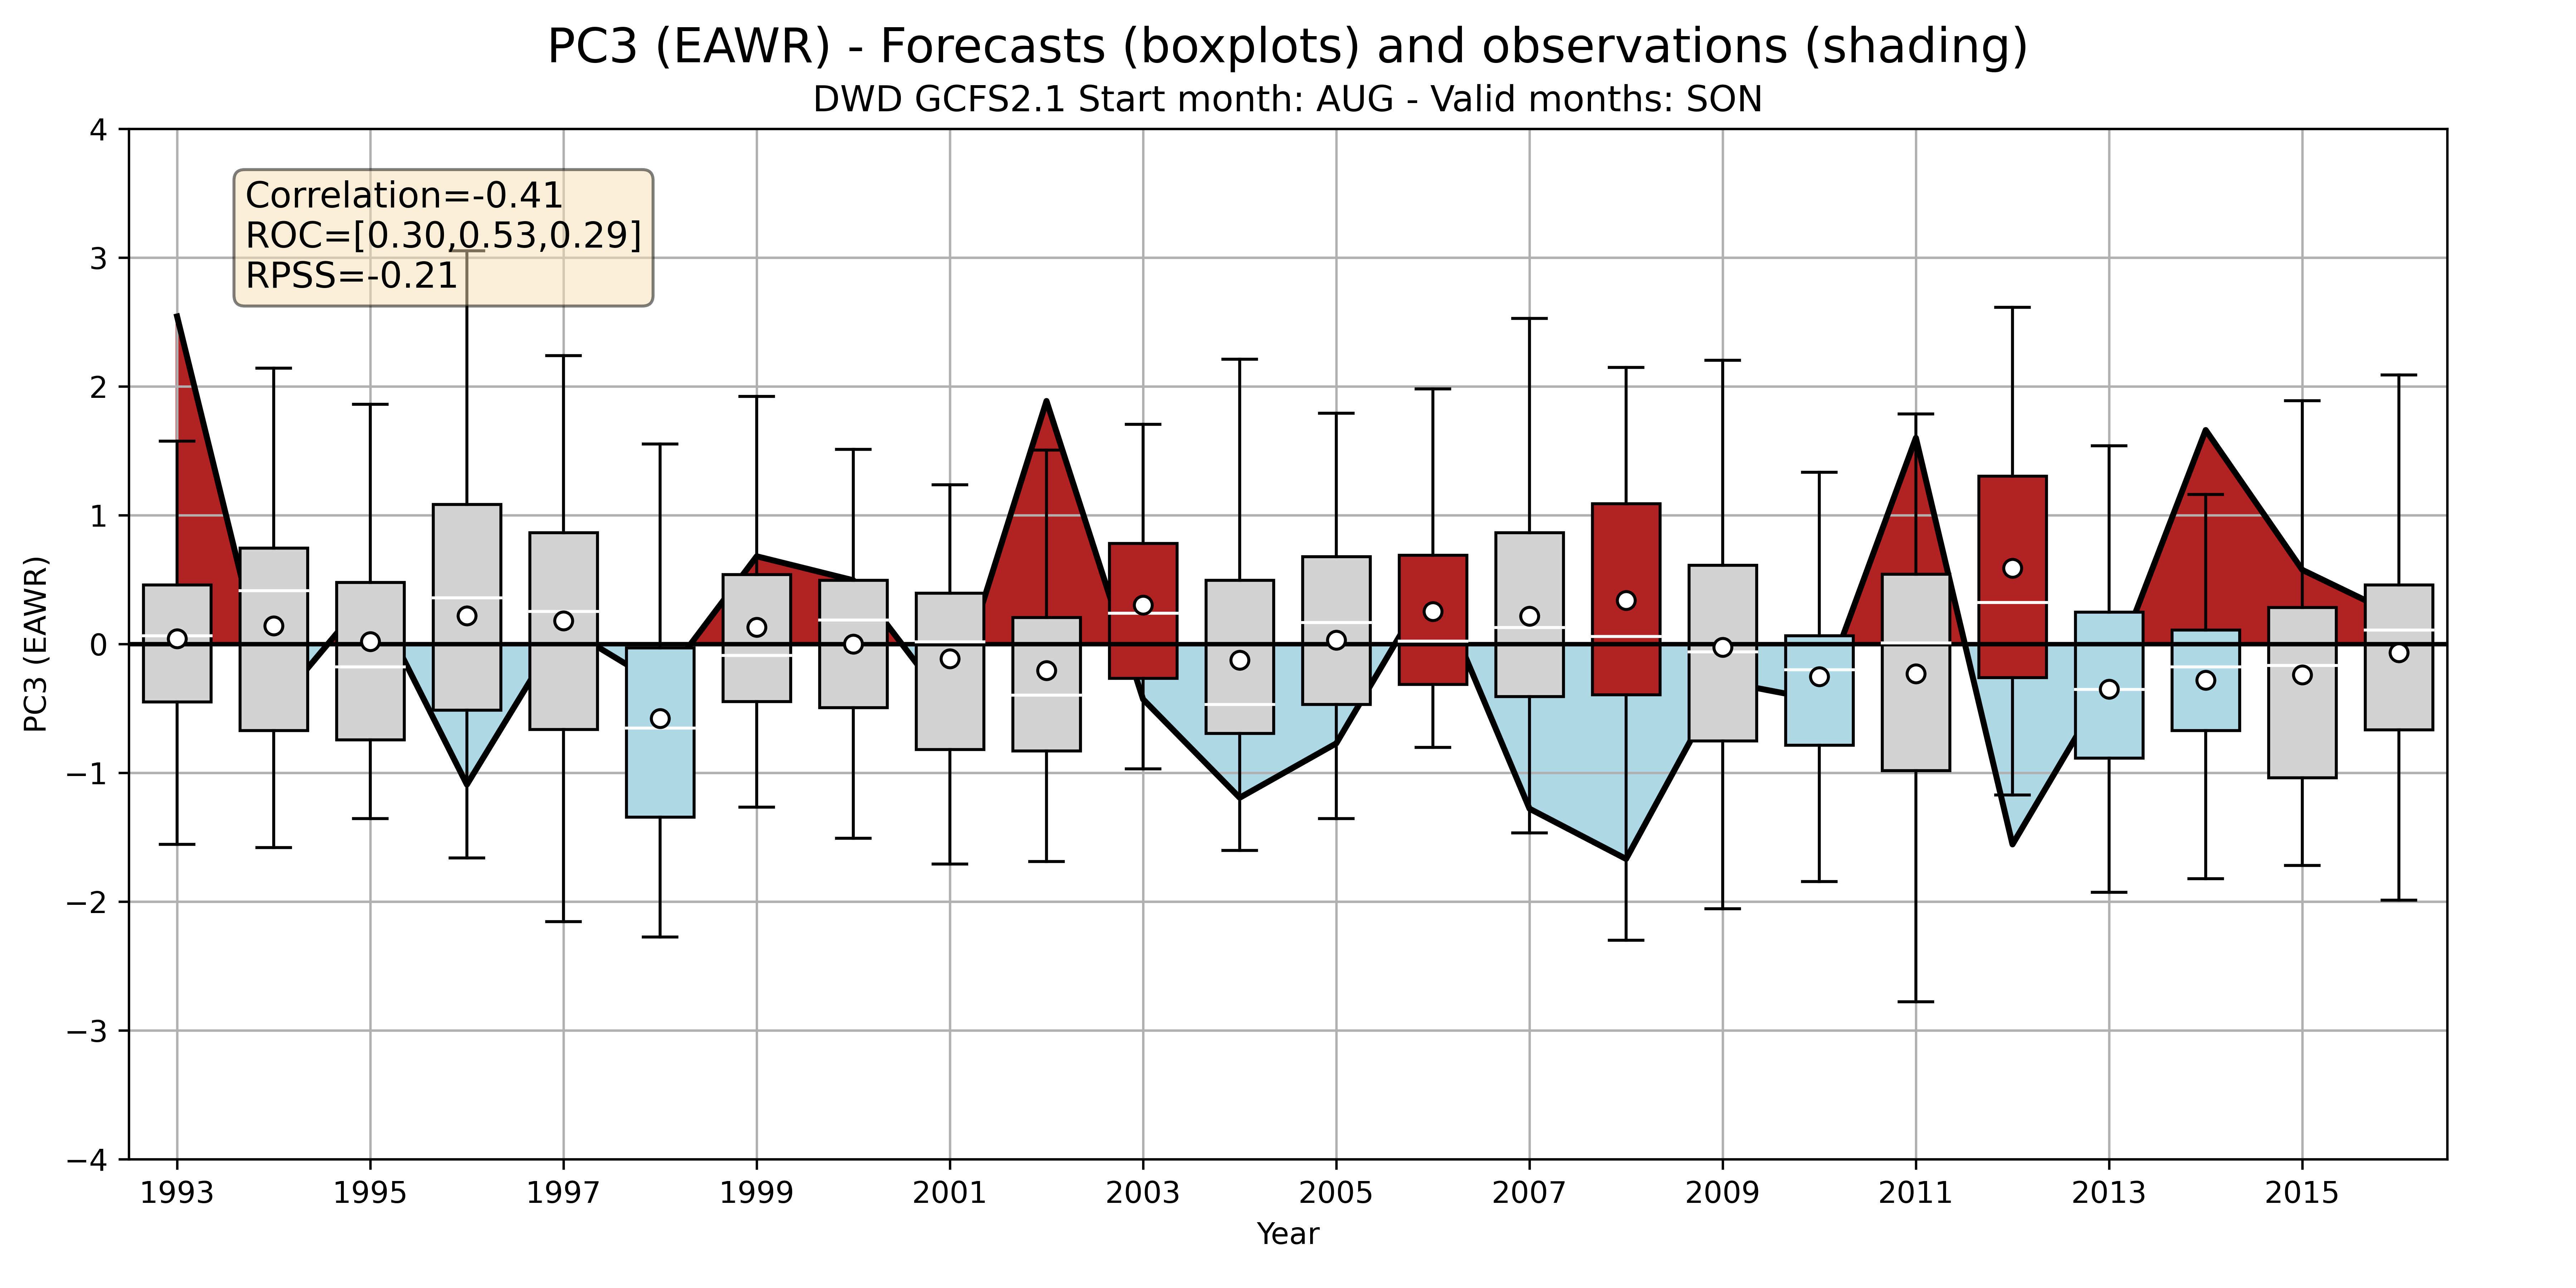 PC3 (EAWR) - Forecasts (boxplots) and observations (shading)
DWD GCFS2.1 Start month: AUG - Valid months: SON
Correlation=-0.41
ROC=[0.30,0.53,0.29]
RPSS=-0.21
PC3 (EAWR)
4
3
2
1
0
−1
−2
−3
−4
1993 1995 1997 1999 2001 2003 2005 2007 2009 2011 2013 2015
Year